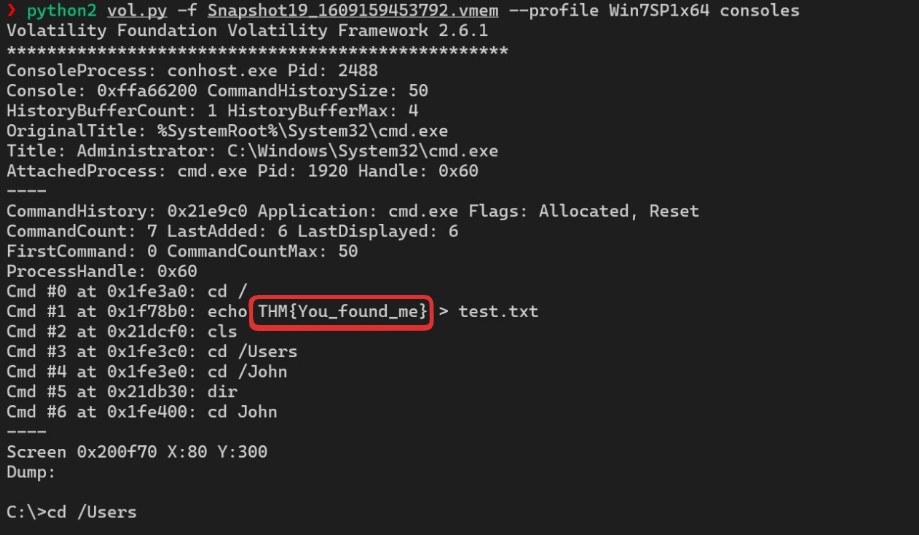 ❯ python2 vol.py -f Snapshot19_1609159453792.vmem --profile Win7SP1x64 consoles
Volatility Foundation Volatility Framework 2.6.1
**************************************************
ConsoleProcess: conhost.exe Pid: 2488
Console: 0xffa66200 CommandHistorySize: 50
HistoryBufferCount: 1 HistoryBufferMax: 4
OriginalTitle: %SystemRoot%\System32\cmd.exe
Title: Administrator: C:\Windows\System32\cmd.exe
AttachedProcess: cmd.exe Pid: 1920 Handle: 0x60
----
CommandHistory: 0x21e9c0 Application: cmd.exe Flags: Allocated, Reset
CommandCount: 7 LastAdded: 6 LastDisplayed: 6
FirstCommand: 0 CommandCountMax: 50
ProcessHandle: 0x60
Cmd #0 at 0x1fe3a0: cd /
Cmd #1 at 0x1f78b0: echo THM{You_found_me} > test.txt
Cmd #2 at 0x21dcf0: cls
Cmd #3 at 0x1fe3c0: cd /Users
Cmd #4 at 0x1fe3e0: cd /John
Cmd #5 at 0x21db30: dir
Cmd #6 at 0x1fe400: cd John
----
Screen 0x200f70 X:80 Y:300
Dump:
C:\>cd /Users